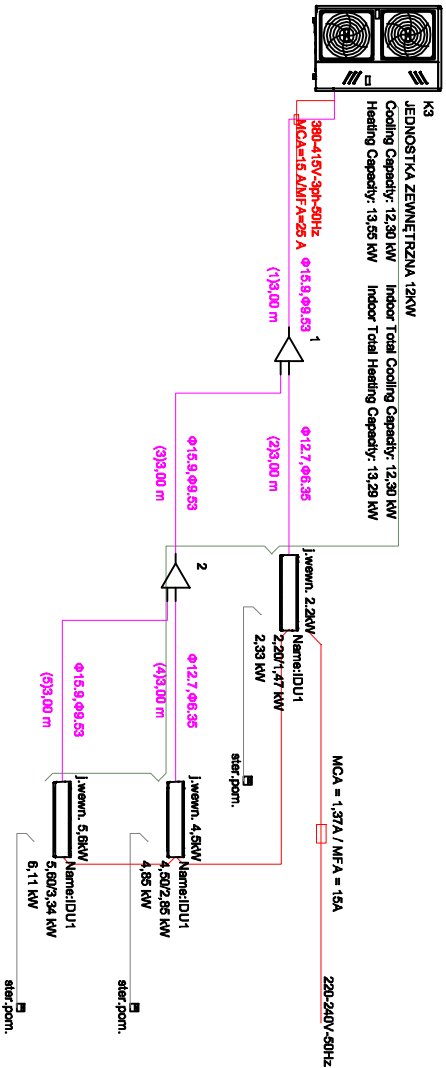 K3
JEDNOSTKA ZEWNĘTRZNA 12KW
Cooling Capacity: 12,30 kW Indoor Total Cooling Capacity: 12,30 kW
Heating Capacity: 13,55 kW Indoor Total Heating Capacity: 13,29 kW
380-415V-3ph-50Hz
MCA=15 A/MFA=25 A
Φ15.9,Φ9.53
(1)3,00 m
1
Φ12.7,Φ6.35
(2)3,00 m
j.wewn. 2.2kW
Name:IDU1
2,20/1,47 kW
2,33 kW
ster.pom.
MCA = 1,37A / MFA = 15A
220-240V-50Hz
Φ15.9,Φ9.53
(3)3,00 m
2
Φ12.7,Φ6.35
(4)3,00 m
j.wewn. 4,5kW
Name:IDU1
4,50/2,85 kW
4,85 kW
ster.pom.
Φ15.9,Φ9.53
(5)3,00 m
j.wewn. 5,6kW
Name:IDU1
5,60/3,34 kW
6,11 kW
ster.pom.